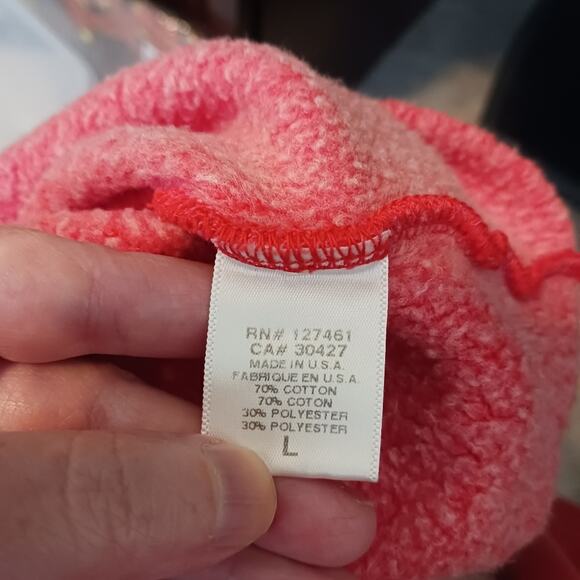 RN# 127461
CA# 30427
MADE IN U.S.A.
FABRIQUE EN U.S.A.
70% COTTON
70% COTON
30% POLYESTER
30% POLYESTER
L